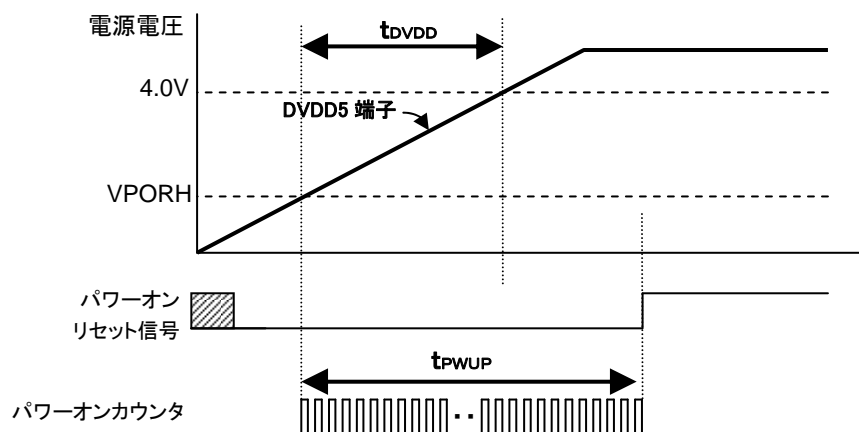 電源電圧
tDVDD
4.0V
DVDD5 端子
VPORH
パワーオン
リセット信号
tPWUP
パワーオンカウンタ